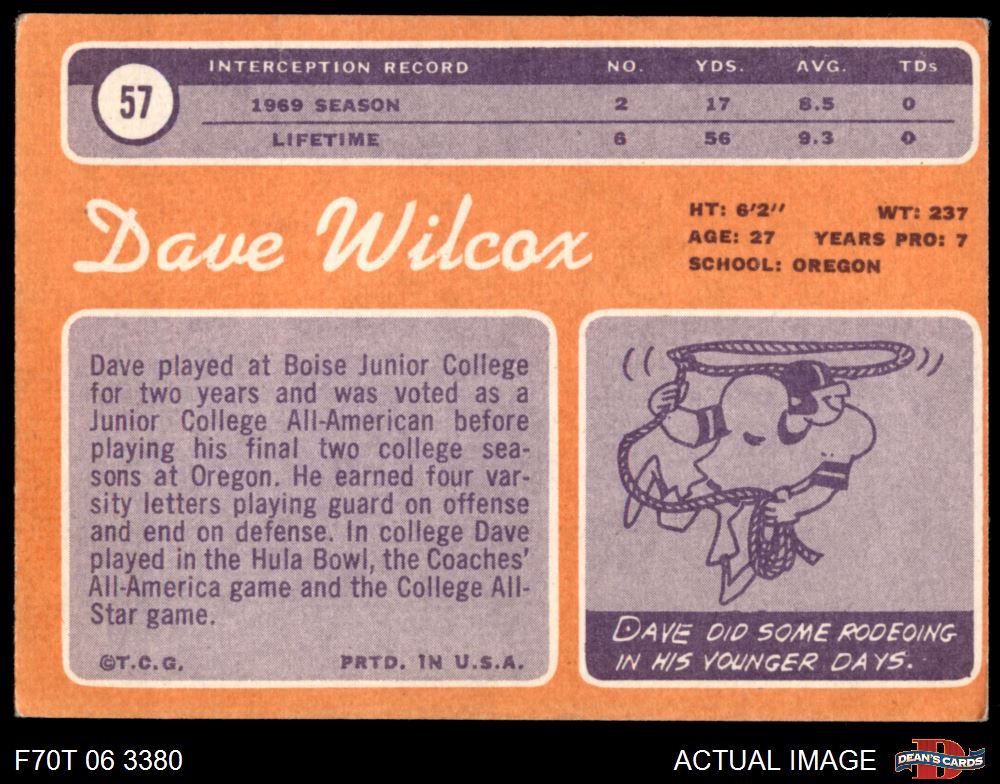 57
INTERCEPTION RECORD NO. YDS. AVG. TDs
1969 SEASON 2 17 8.5 0
LIFETIME 6 56 9.3 0
Dave Wilcox
HT: 6'2" WT: 237
AGE: 27 YEARS PRO: 7
SCHOOL: OREGON
Dave played at Boise Junior College
for two years and was voted as a
Junior College All-American before
playing his final two college sea-
sons at Oregon. He earned four var-
sity letters playing guard on offense
and end on defense. In college Dave
played in the Hula Bowl, the Coaches'
All-America game and the College All-
Star game.
©T.C.G. PRTD. IN U.S.A.
DAVE DID SOME RODEOING
IN HIS YOUNGER DAYS.
F70T 06 3380
ACTUAL IMAGE
D
DEAN'S CARDS